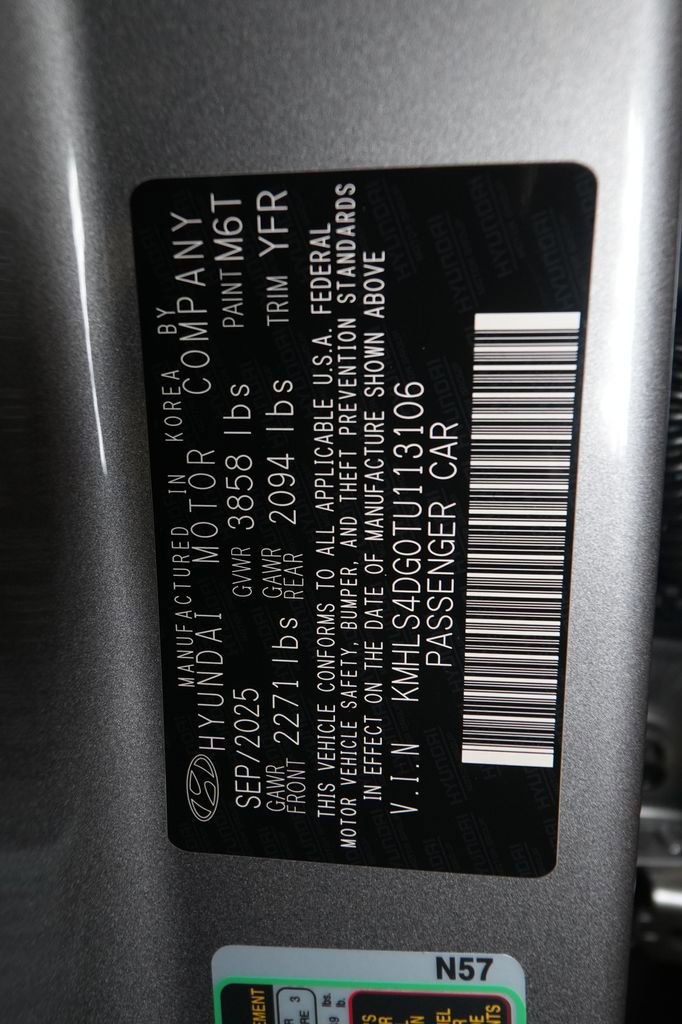 MANUFACTURED IN KOREA BY
HYUNDAI MOTOR COMPANY
SEP/2025 GVWR 3858 lbs PAINT M6T
GAWR FRONT 2271 lbs GAWR REAR 2094 lbs TRIM YFR
THIS VEHICLE CONFORMS TO ALL APPLICABLE U.S.A. FEDERAL
MOTOR VEHICLE SAFETY, BUMPER, AND THEFT PREVENTION STANDARDS
IN EFFECT ON THE DATE OF MANUFACTURE SHOWN ABOVE
V.I.N KMHLS4DG0TU113106
PASSENGER CAR
N57